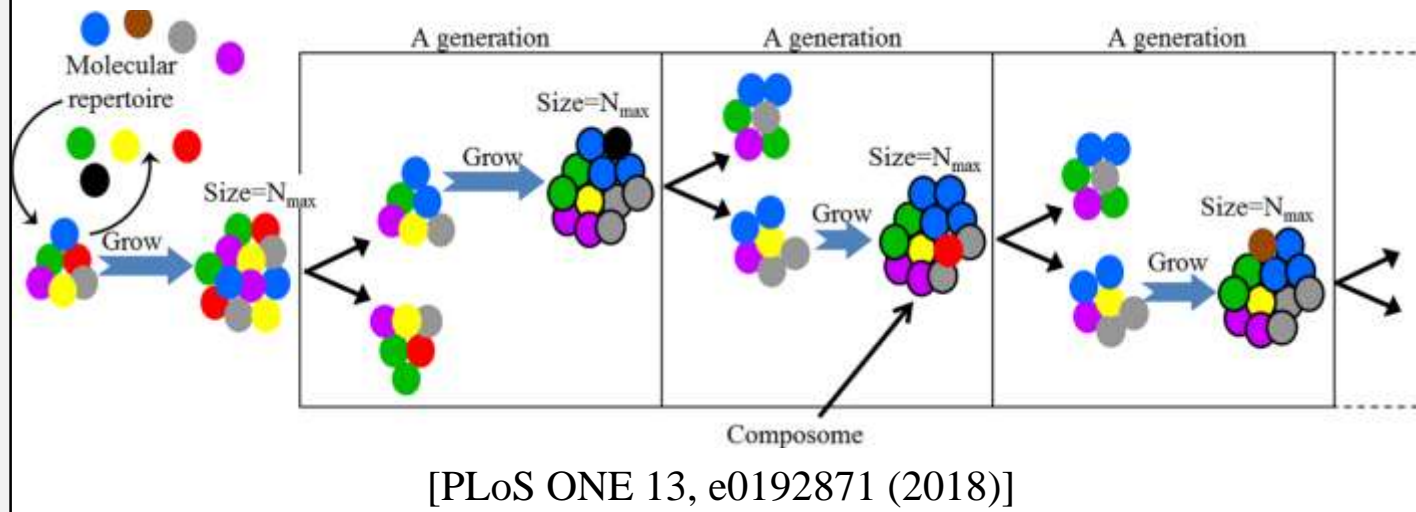 A generation
A generation
A generation
Molecular
repertoire
Size=Nmax
Grow
Size=Nmax
Grow
Size=Nmax
Grow
Size=Nmax
Grow
Composome
[PLoS ONE 13, e0192871 (2018)]